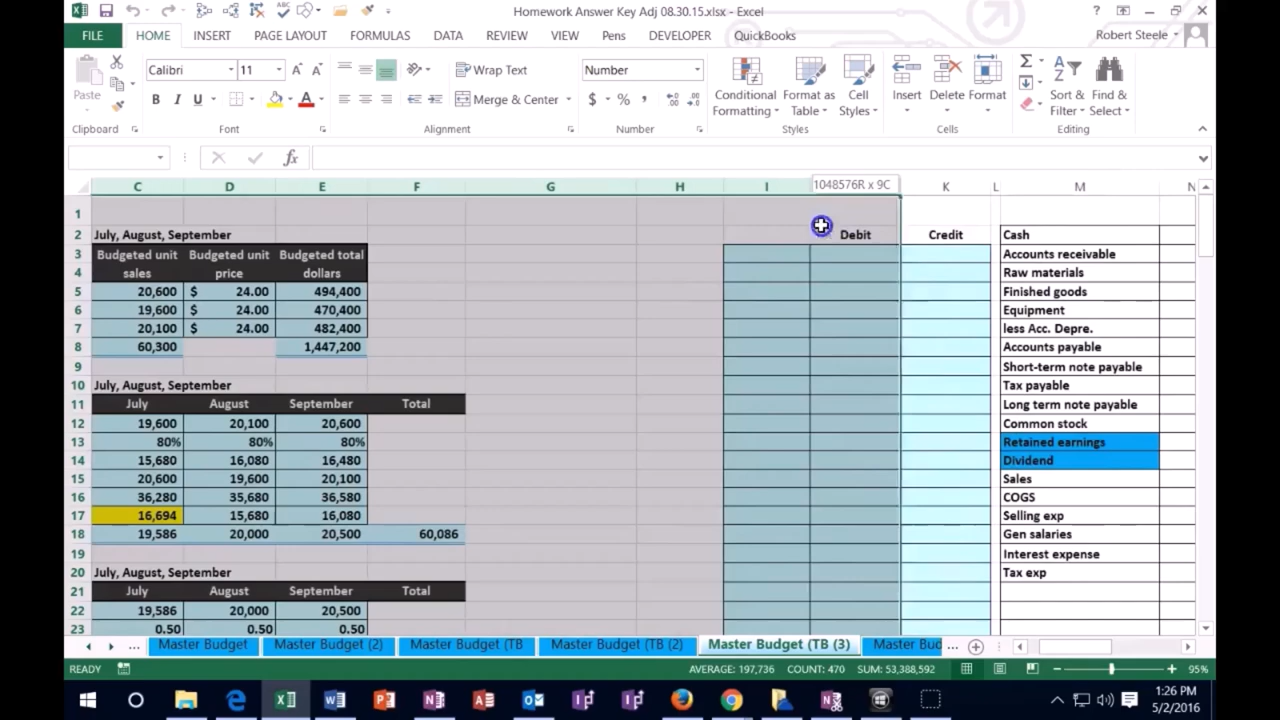 Homework Answer Key Adj 08.30.15.xlsx - Excel
?
FILE HOME INSERT PAGE LAYOUT FORMULAS DATA REVIEW VIEW Pens DEVELOPER QuickBooks Robert Steele
Paste
Calibri 11 A A
B I U A
Wrap Text
Merge & Center
Number
$ % ,
Conditional Formatting
Format as Table
Cell Styles
Insert Delete Format
Sort & Filter
Find & Select
Clipboard Font Alignment Number Styles Cells Editing
fx
C D E F G H I K L M N
1048576R x 9C
1
2 July, August, September Debit Credit Cash
3 Budgeted unit Budgeted unit Budgeted total Accounts receivable
4 sales price dollars Raw materials
5 20,600 $ 24.00 494,400 Finished goods
6 19,600 $ 24.00 470,400 Equipment
7 20,100 $ 24.00 482,400 less Acc. Depre.
8 60,300 1,447,200 Accounts payable
9 Short-term note payable
10 July, August, September Tax payable
11 July August September Total Long term note payable
12 19,600 20,100 20,600 Common stock
13 80% 80% 80% Retained earnings
14 15,680 16,080 16,480 Dividend
15 20,600 19,600 20,100 Sales
16 36,280 35,680 36,580 COGS
17 16,694 15,680 16,080 Selling exp
18 19,586 20,000 20,500 60,086 Gen salaries
19 Interest expense
20 July, August, September Tax exp
21 July August September Total
22 19,586 20,000 20,500
23 0.50 0.50 0.50
... Master Budget Master Budget (2) Master Budget (TB Master Budget (TB (2) Master Budget (TB (3) Master Bud ...
READY AVERAGE: 197,736 COUNT: 470 SUM: 53,388,592 95%
1:26 PM
5/2/2016